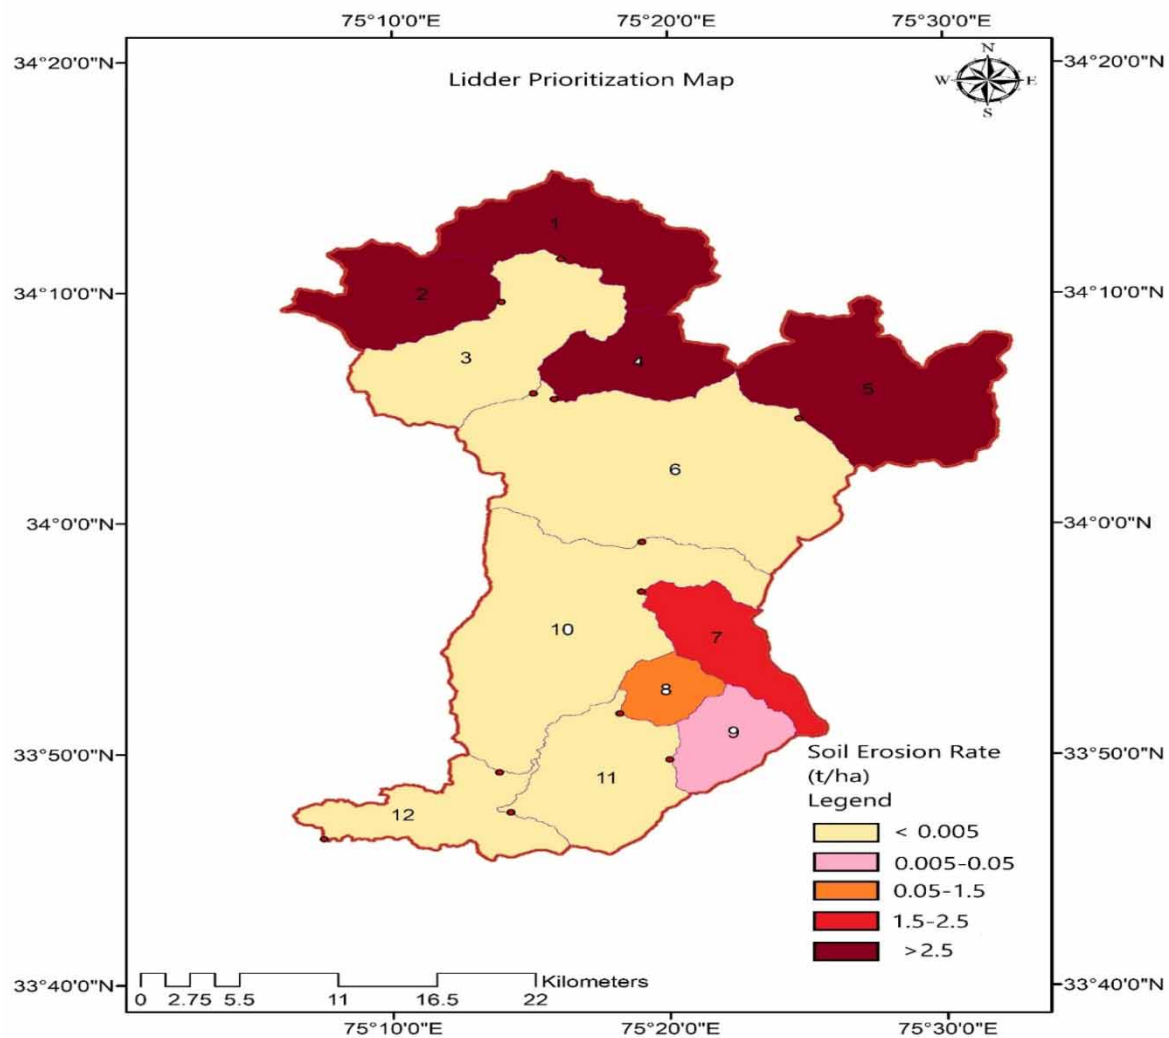 75°10'0"E 75°20'0"E 75°30'0"E
34°20'0"N 34°20'0"N
Lidder Prioritization Map
N
W E
S
1
34°10'0"N 2 34°10'0"N
3 4
5
6
34°0'0"N 34°0'0"N
10 7
8
9
33°50'0"N 33°50'0"N
Soil Erosion Rate
(t/ha)
11
Legend
12
< 0.005
0.005-0.05
0.05-1.5
1.5-2.5
>2.5
33°40'0"N Kilometers 33°40'0"N
0 2.75 5.5 11 16.5 22
75°10'0"E 75°20'0"E 75°30'0"E